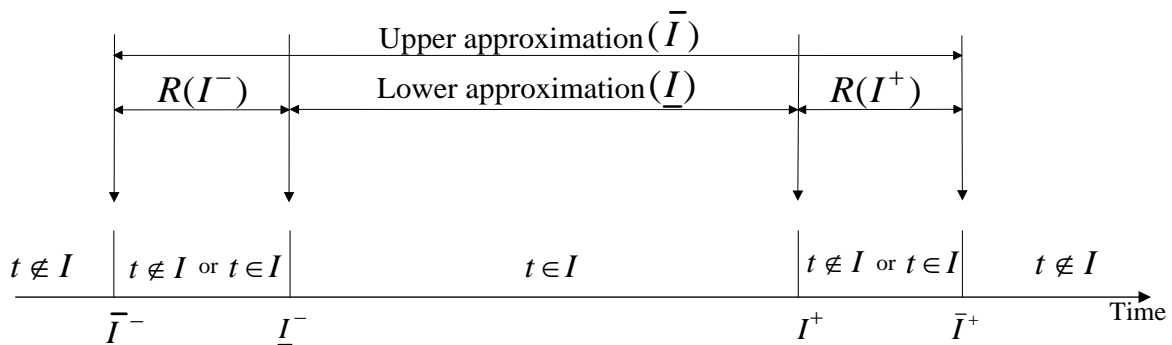 Upper approximation(I̅)
R(I⁻) Lower approximation(I̲) R(I⁺)
t ∉ I t ∉ I or t ∈ I t ∈ I t ∉ I or t ∈ I t ∉ I
I̅⁻ I̲⁻ I⁺ I̅⁺ Time